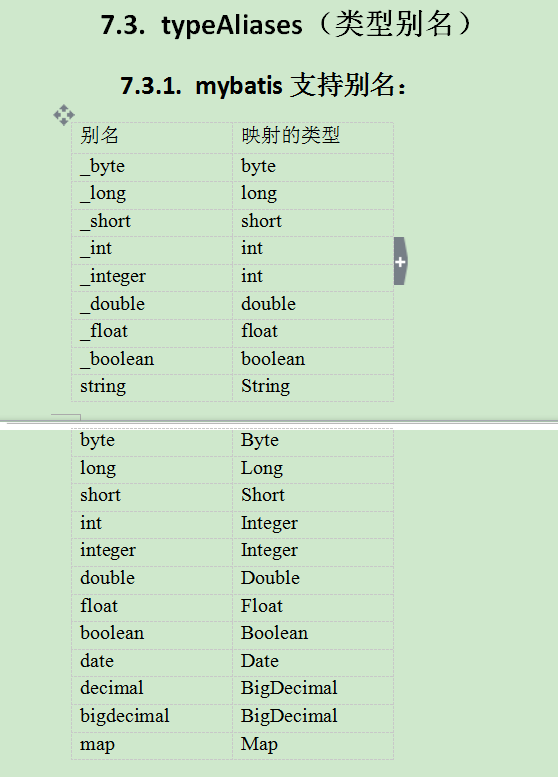 7.3. typeAliases（类型别名）
7.3.1. mybatis 支持别名：
别名 映射的类型
_byte byte
_long long
_short short
_int int
_integer int
_double double
_float float
_boolean boolean
string String
byte Byte
long Long
short Short
int Integer
integer Integer
double Double
float Float
boolean Boolean
date Date
decimal BigDecimal
bigdecimal BigDecimal
map Map